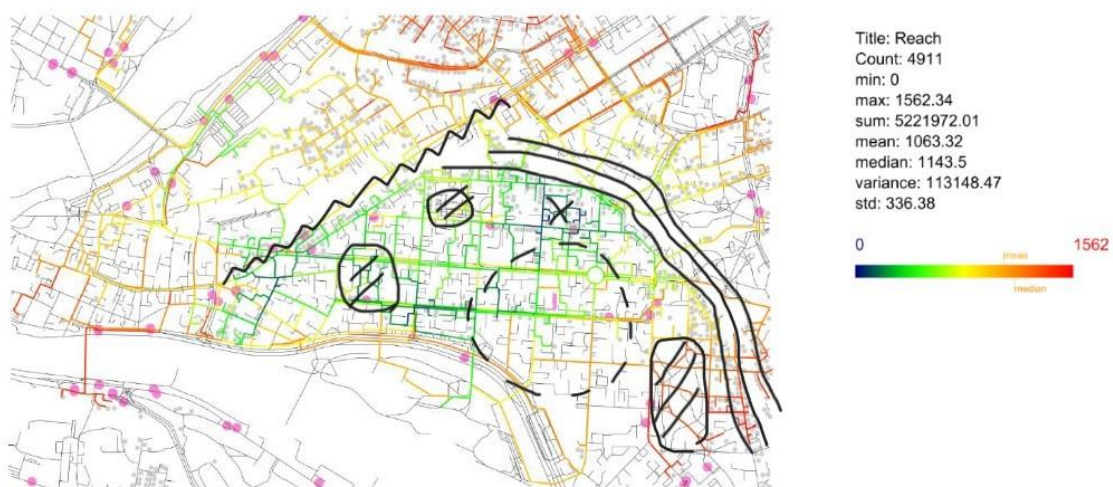 Title: Reach
Count: 4911
min: 0
max: 1562.34
sum: 5221972.01
mean: 1063.32
median: 1143.5
variance: 113148.47
std: 336.38
0 1562
mean
median